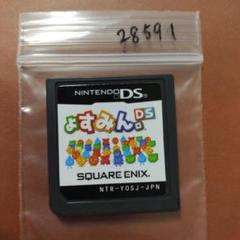 28591
NINTENDO DS
よすみん。DS
SQUARE ENIX
NTR-YOSJ-JPN